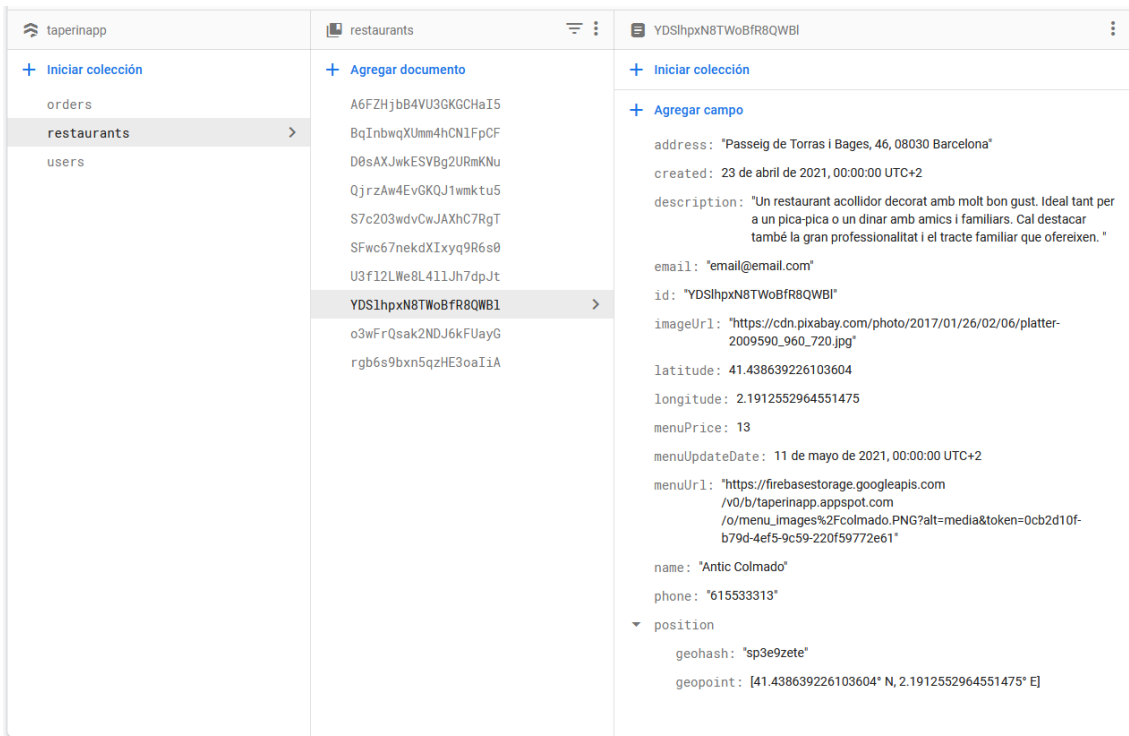 taperinapp
Iniciar colección
orders
restaurants
users
restaurants
Agregar documento
A6FZHjbB4VU3GKGCHaI5
BqInbwqXUmm4hCNlFpCF
D0sAXJwkESVBg2URmKNu
QjrzAw4EvGKQJ1wmktu5
S7c2O3wdvCwJAXhC7RgT
SFwc67nekdXIxyq9R6s0
U3fl2LWe8L4llJh7dpJt
YDSlhpxN8TWoBfR8QWBl
o3wFrQsak2NDJ6kFUayG
rgb6s9bxn5qzHE3oaIiA
YDSlhpxN8TWoBfR8QWBl
Iniciar colección
Agregar campo
address: "Passeig de Torras i Bages, 46, 08030 Barcelona"
created: 23 de abril de 2021, 00:00:00 UTC+2
description: "Un restaurant acollidor decorat amb molt bon gust. Ideal tant per
a un pica-pica o un dinar amb amics i familiars. Cal destacar
també la gran professionalitat i el tracte familiar que ofereixen. "
email: "email@email.com"
id: "YDSlhpxN8TWoBfR8QWBl"
imageUrl: "https://cdn.pixabay.com/photo/2017/01/26/02/06/platter-
2009590_960_720.jpg"
latitude: 41.438639226103604
longitude: 2.1912552964551475
menuPrice: 13
menuUpdateDate: 11 de mayo de 2021, 00:00:00 UTC+2
menuUrl: "https://firebasestorage.googleapis.com
/v0/b/taperinapp.appspot.com
/o/menu_images%2Fcolmado.PNG?alt=media&token=0cb2d10f-
b79d-4ef5-9c59-220f59772e61"
name: "Antic Colmado"
phone: "615533313"
position
geohash: "sp3e9zete"
geopoint: [41.438639226103604° N, 2.1912552964551475° E]